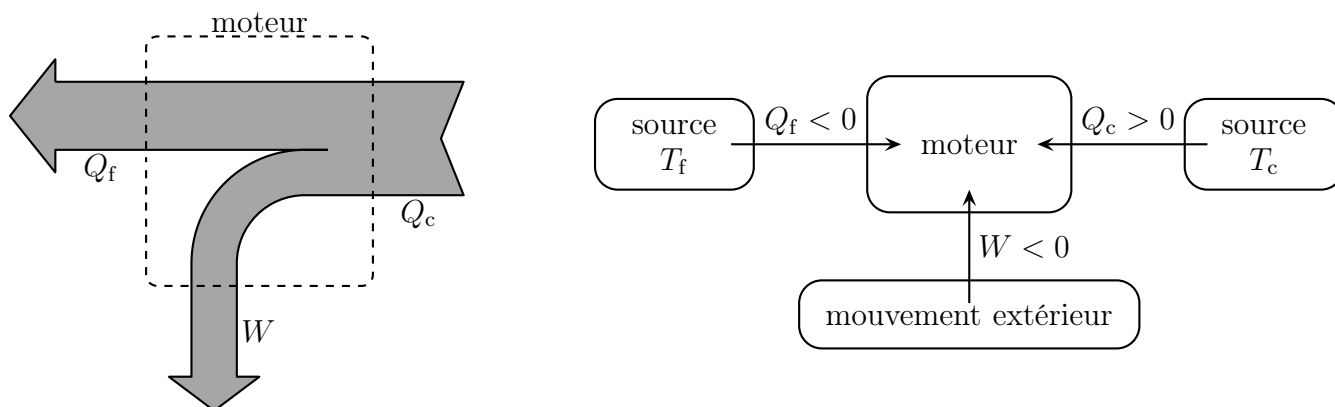 moteur
Q_f
Q_c
W
source
T_f
Q_f < 0
moteur
Q_c > 0
source
T_c
W < 0
mouvement extérieur